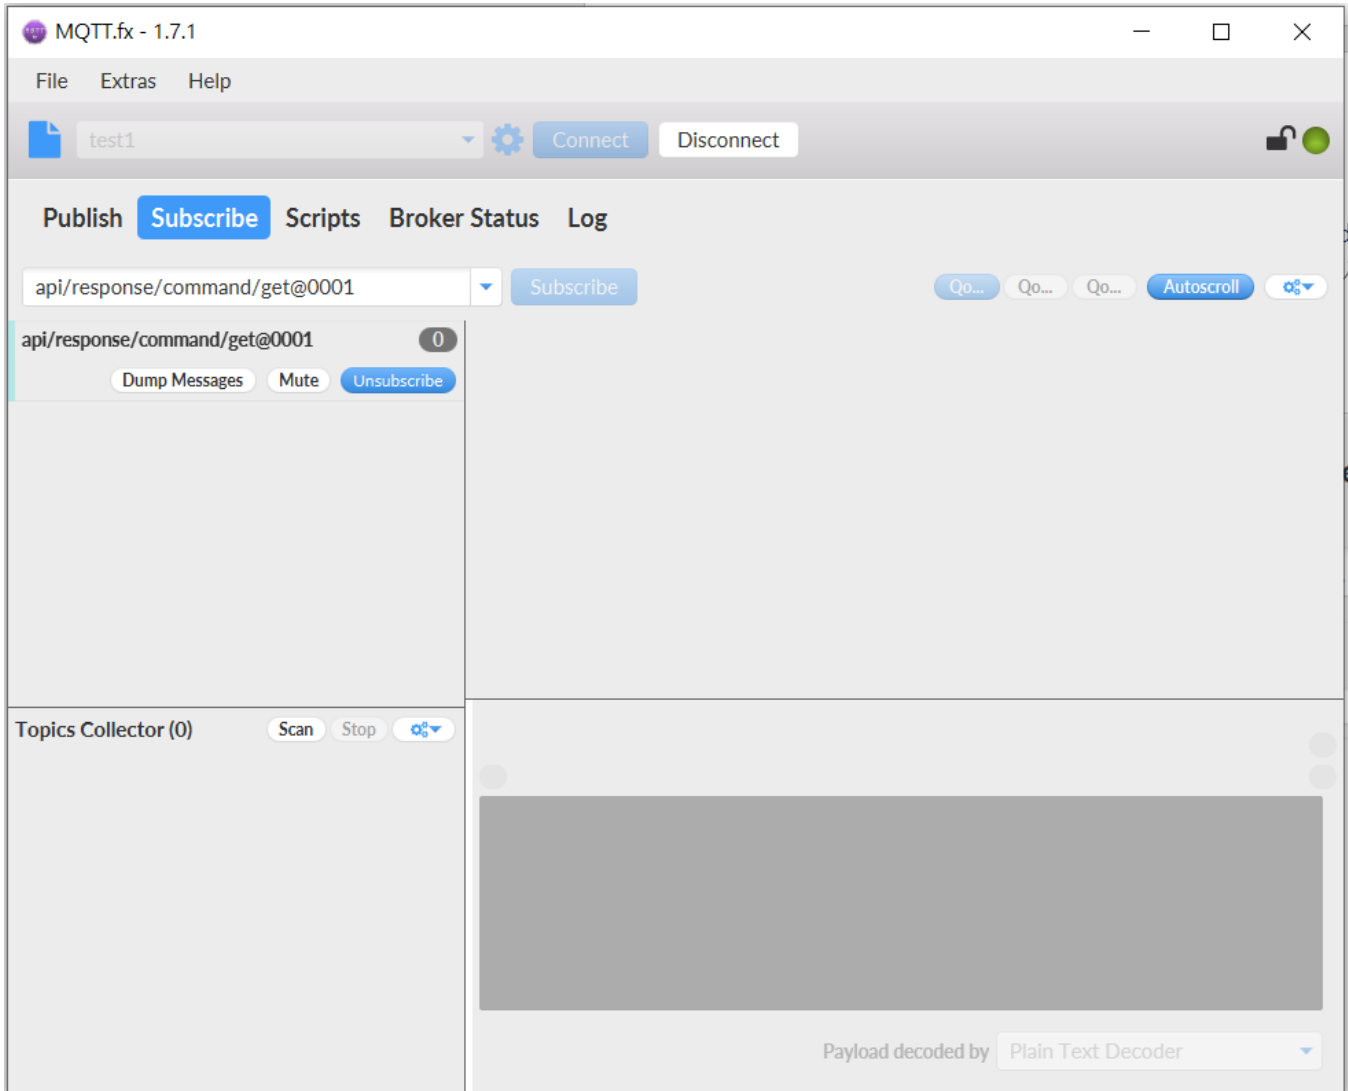 MQTT.fx - 1.7.1
File Extras Help
test1 Connect Disconnect
Publish Subscribe Scripts Broker Status Log
api/response/command/get@0001 Subscribe Qo... Qo... Qo... Autoscroll
api/response/command/get@0001 0
Dump Messages Mute Unsubscribe
Topics Collector (0) Scan Stop
Payload decoded by Plain Text Decoder